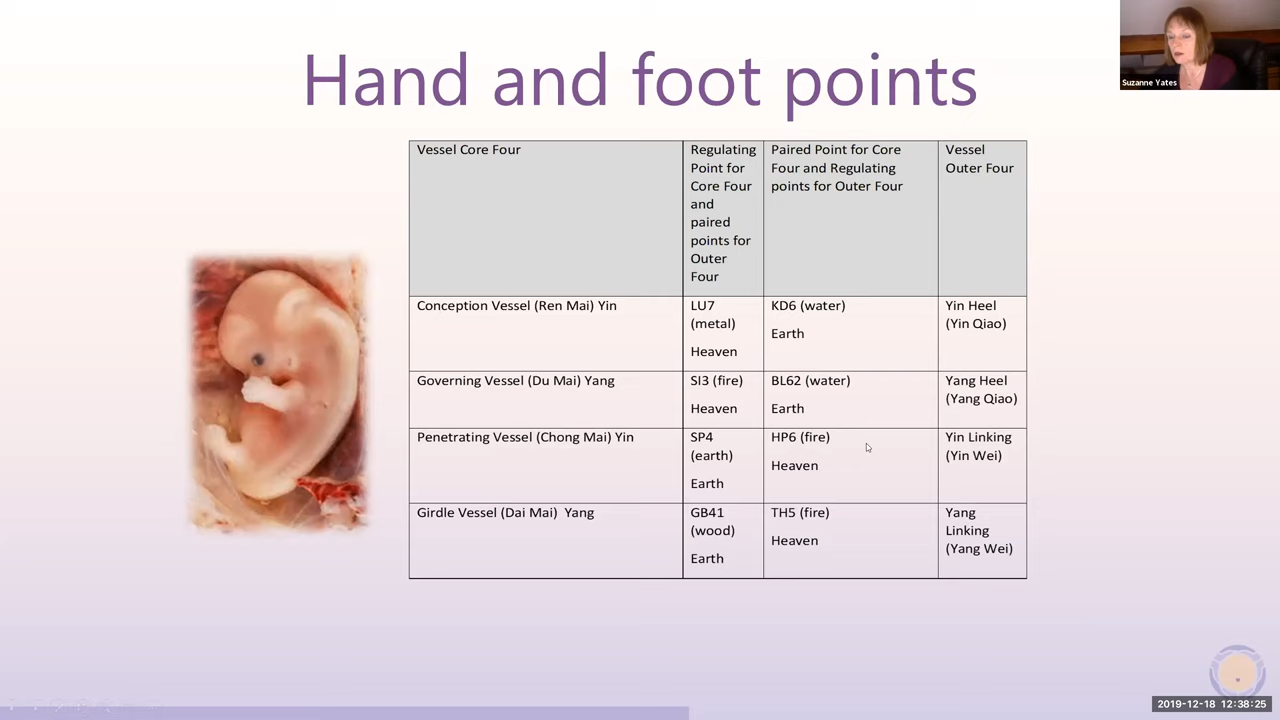 Hand and foot points
Suzanne Yates
Vessel Core Four
Regulating
Point for
Core Four
and
paired
points for
Outer
Four
Paired Point for Core
Four and Regulating
points for Outer Four
Vessel
Outer Four
Conception Vessel (Ren Mai) Yin
LU7
(metal)
Heaven
KD6 (water)
Earth
Yin Heel
(Yin Qiao)
Governing Vessel (Du Mai) Yang
SI3 (fire)
Heaven
BL62 (water)
Earth
Yang Heel
(Yang Qiao)
Penetrating Vessel (Chong Mai) Yin
SP4
(earth)
Earth
HP6 (fire)
Heaven
Yin Linking
(Yin Wei)
Girdle Vessel (Dai Mai)  Yang
GB41
(wood)
Earth
TH5 (fire)
Heaven
Yang
Linking
(Yang Wei)
2019-12-18 12:38:25